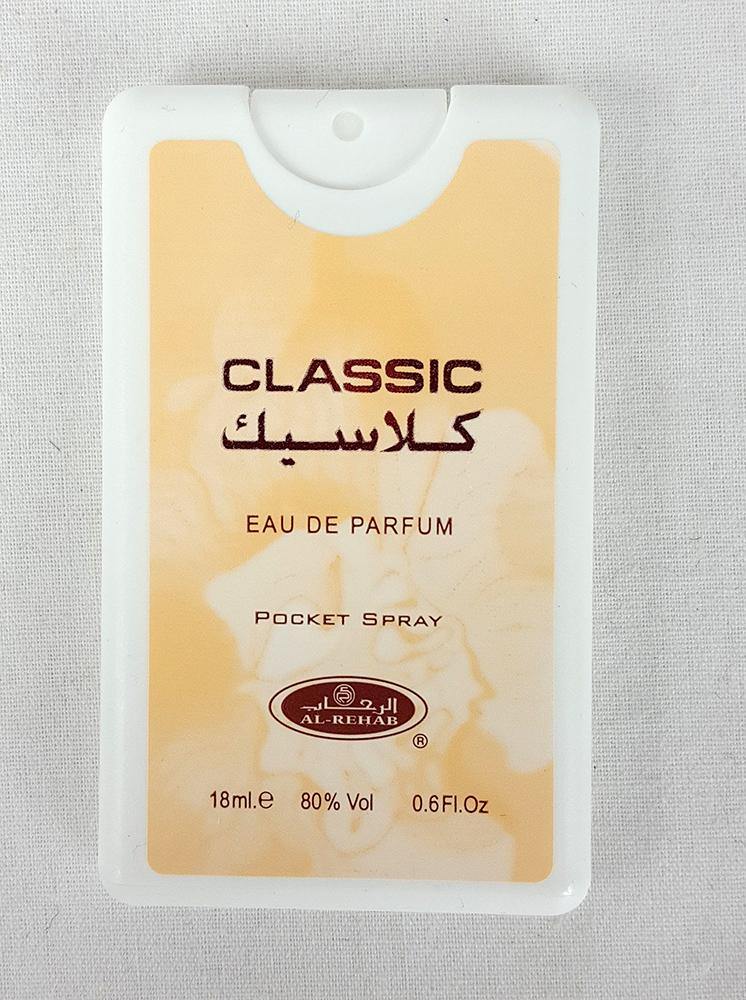 CLASSIC
كلاسيك
EAU DE PARFUM
POCKET SPRAY
الرحاب
AL-REHAB
®
18ml.℮ 80% Vol 0.6Fl.Oz